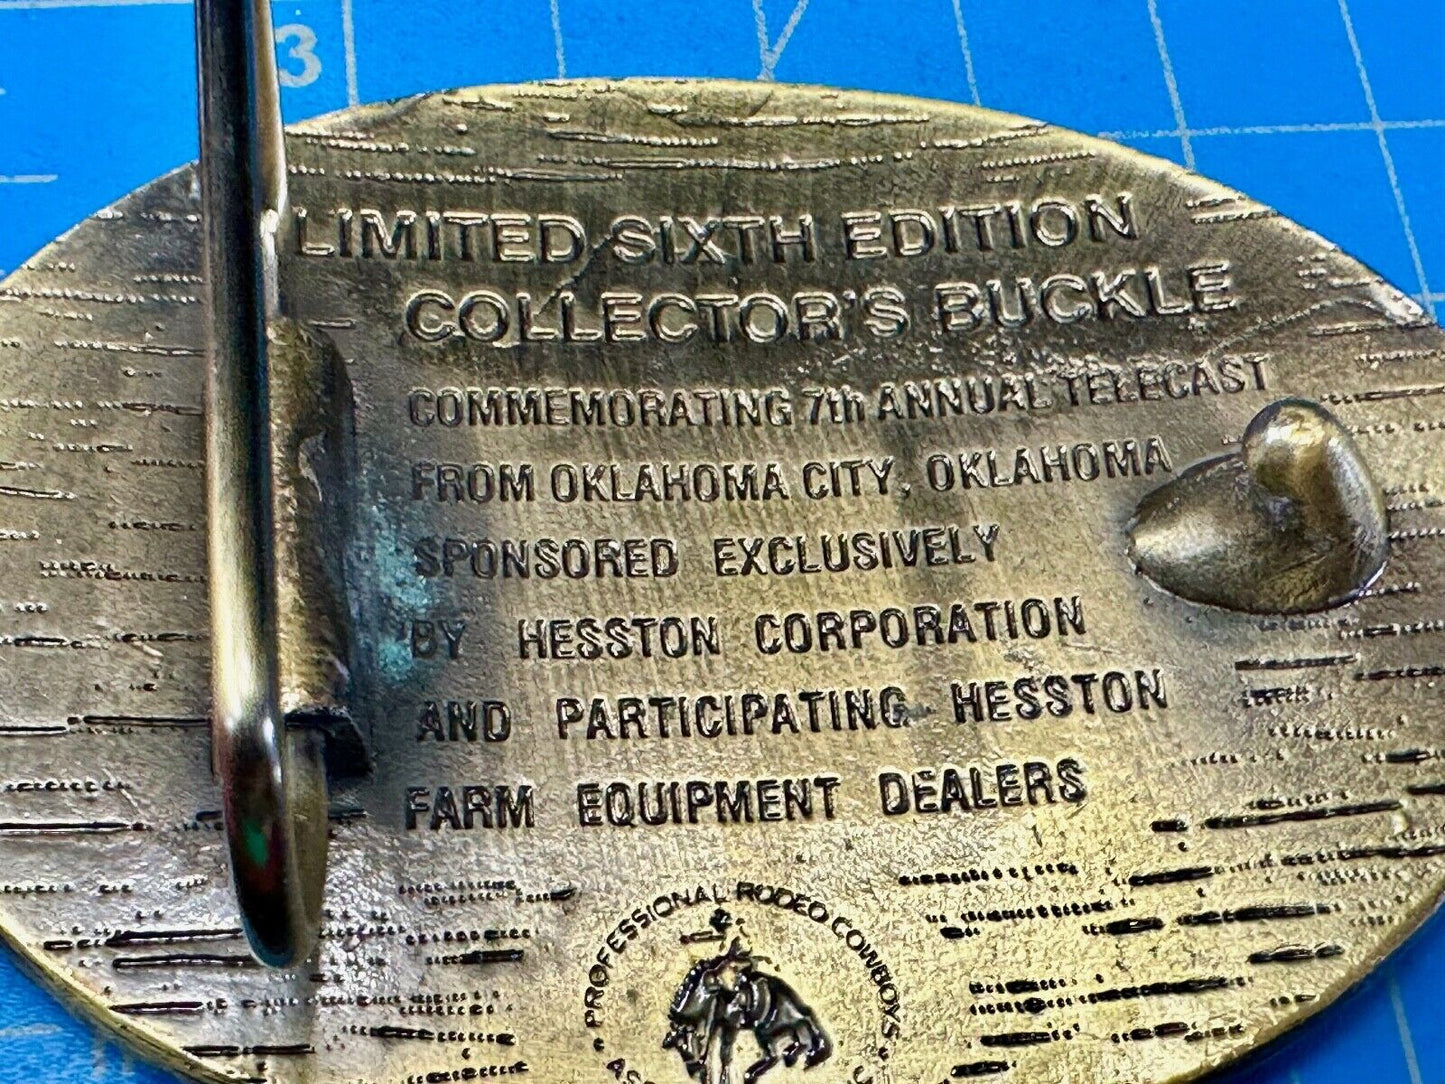 3
LIMITED SIXTH EDITION
COLLECTOR'S BUCKLE
COMMEMORATING 7th ANNUAL TELECAST
FROM OKLAHOMA CITY, OKLAHOMA
SPONSORED EXCLUSIVELY
BY HESSTON CORPORATION
AND PARTICIPATING HESSTON
FARM EQUIPMENT DEALERS
PROFESSIONAL RODEO COWBOYS